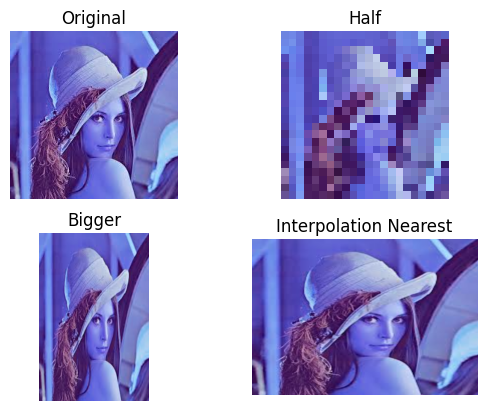 Original
Half
Bigger
Interpolation Nearest